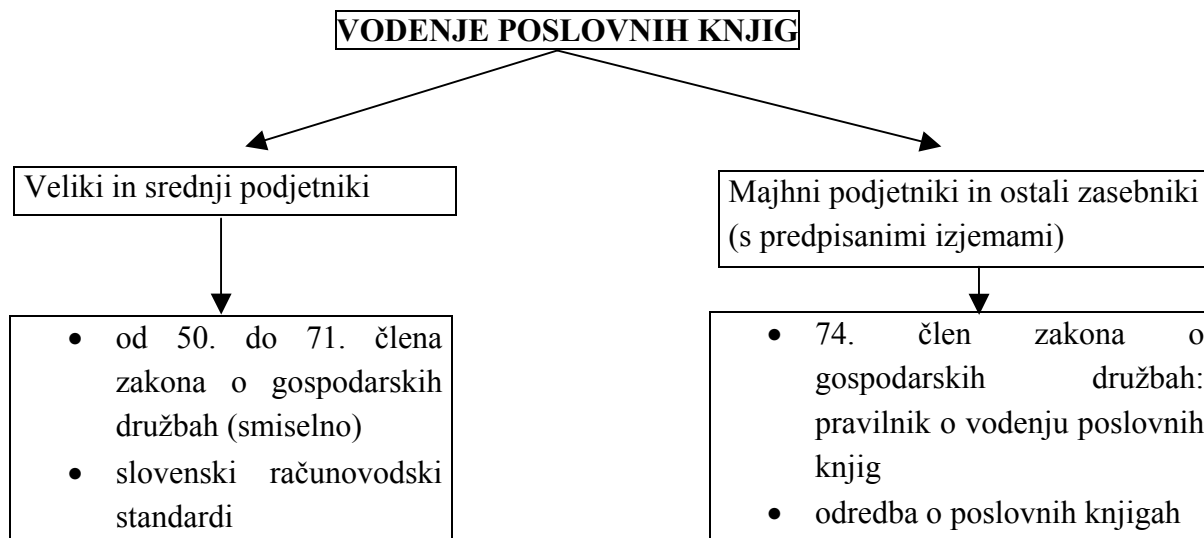 VODENJE POSLOVNIH KNJIG
Veliki in srednji podjetniki
Majhni podjetniki in ostali zasebniki
(s predpisanimi izjemami)
• od 50. do 71. člena
zakona o gospodarskih
družbah (smiselno)
• slovenski računovodski
standardi
• 74. člen zakona o
gospodarskih družbah:
pravilnik o vodenju poslovnih
knjig
• odredba o poslovnih knjigah